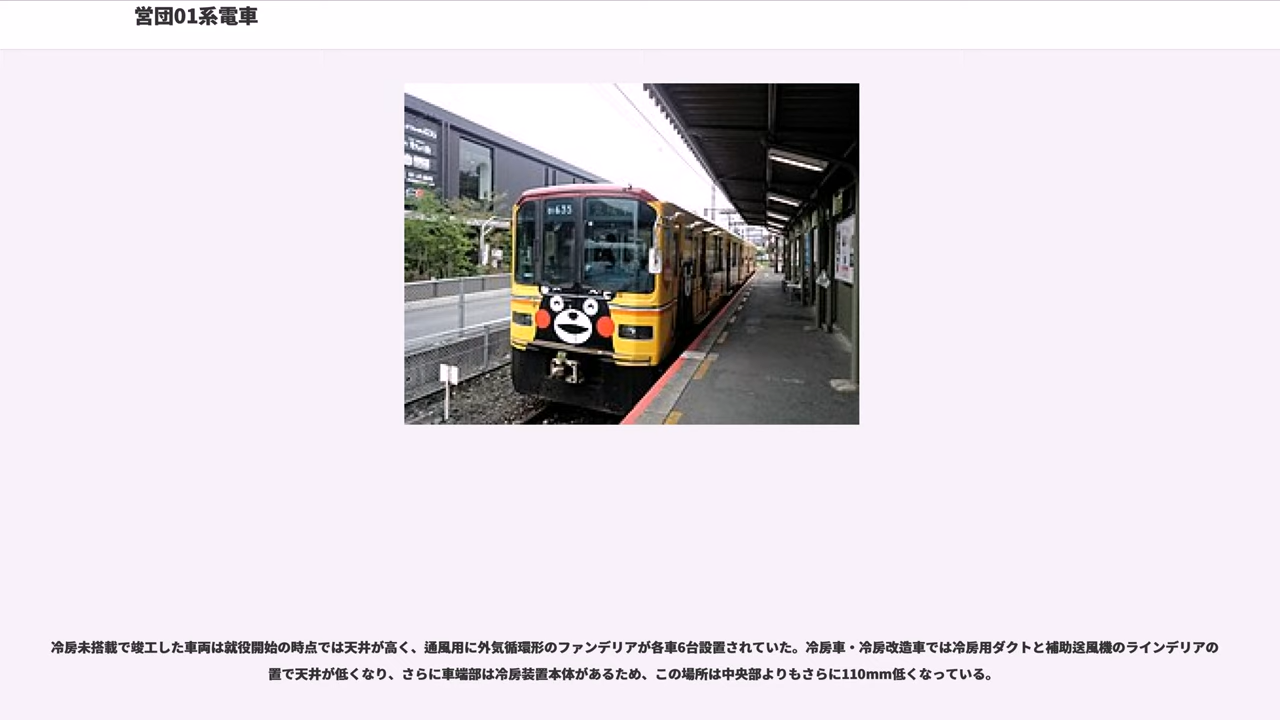 営団01系電車
冷房未搭載で竣工した車両は就役開始の時点では天井が高く、通風用に外気循環形のファンデリアが各車6台設置されていた。冷房車・冷房改造車では冷房用ダクトと補助送風機のラインデリアの
置で天井が低くなり、さらに車端部は冷房装置本体があるため、この場所は中央部よりもさらに110mm低くなっている。